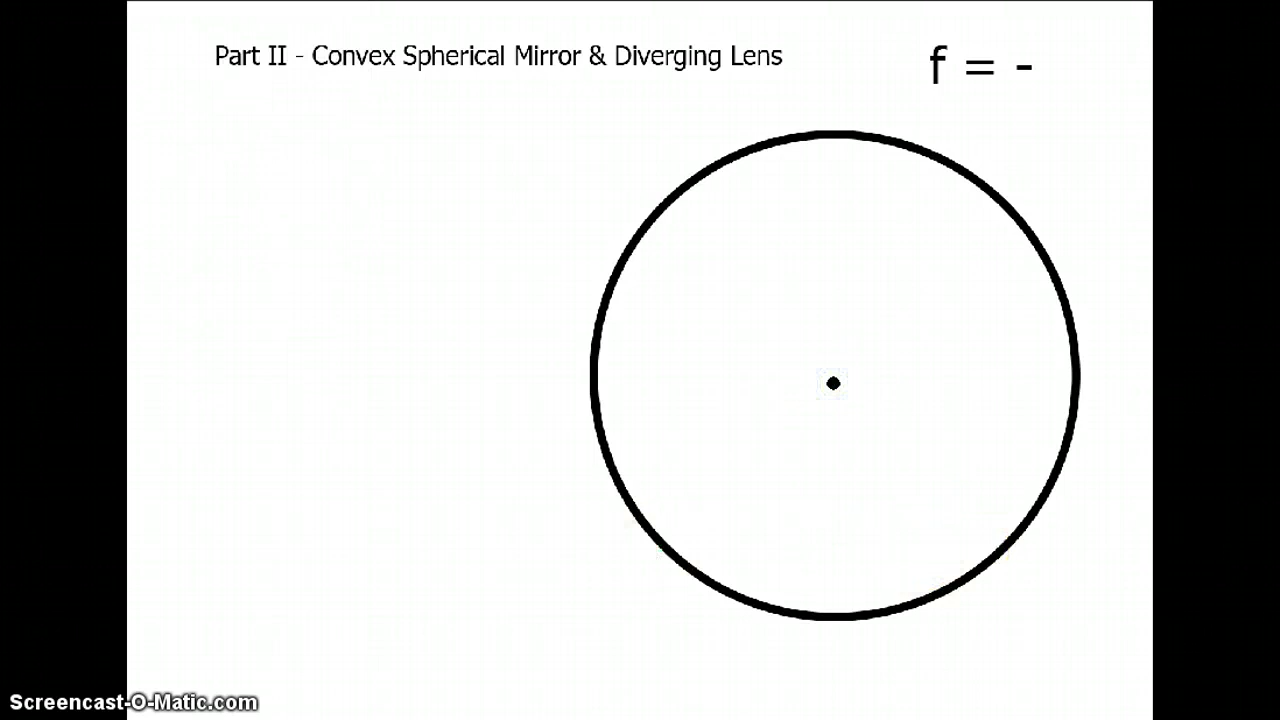 Part II - Convex Spherical Mirror & Diverging Lens
f = -
Screencast-O-Matic.com